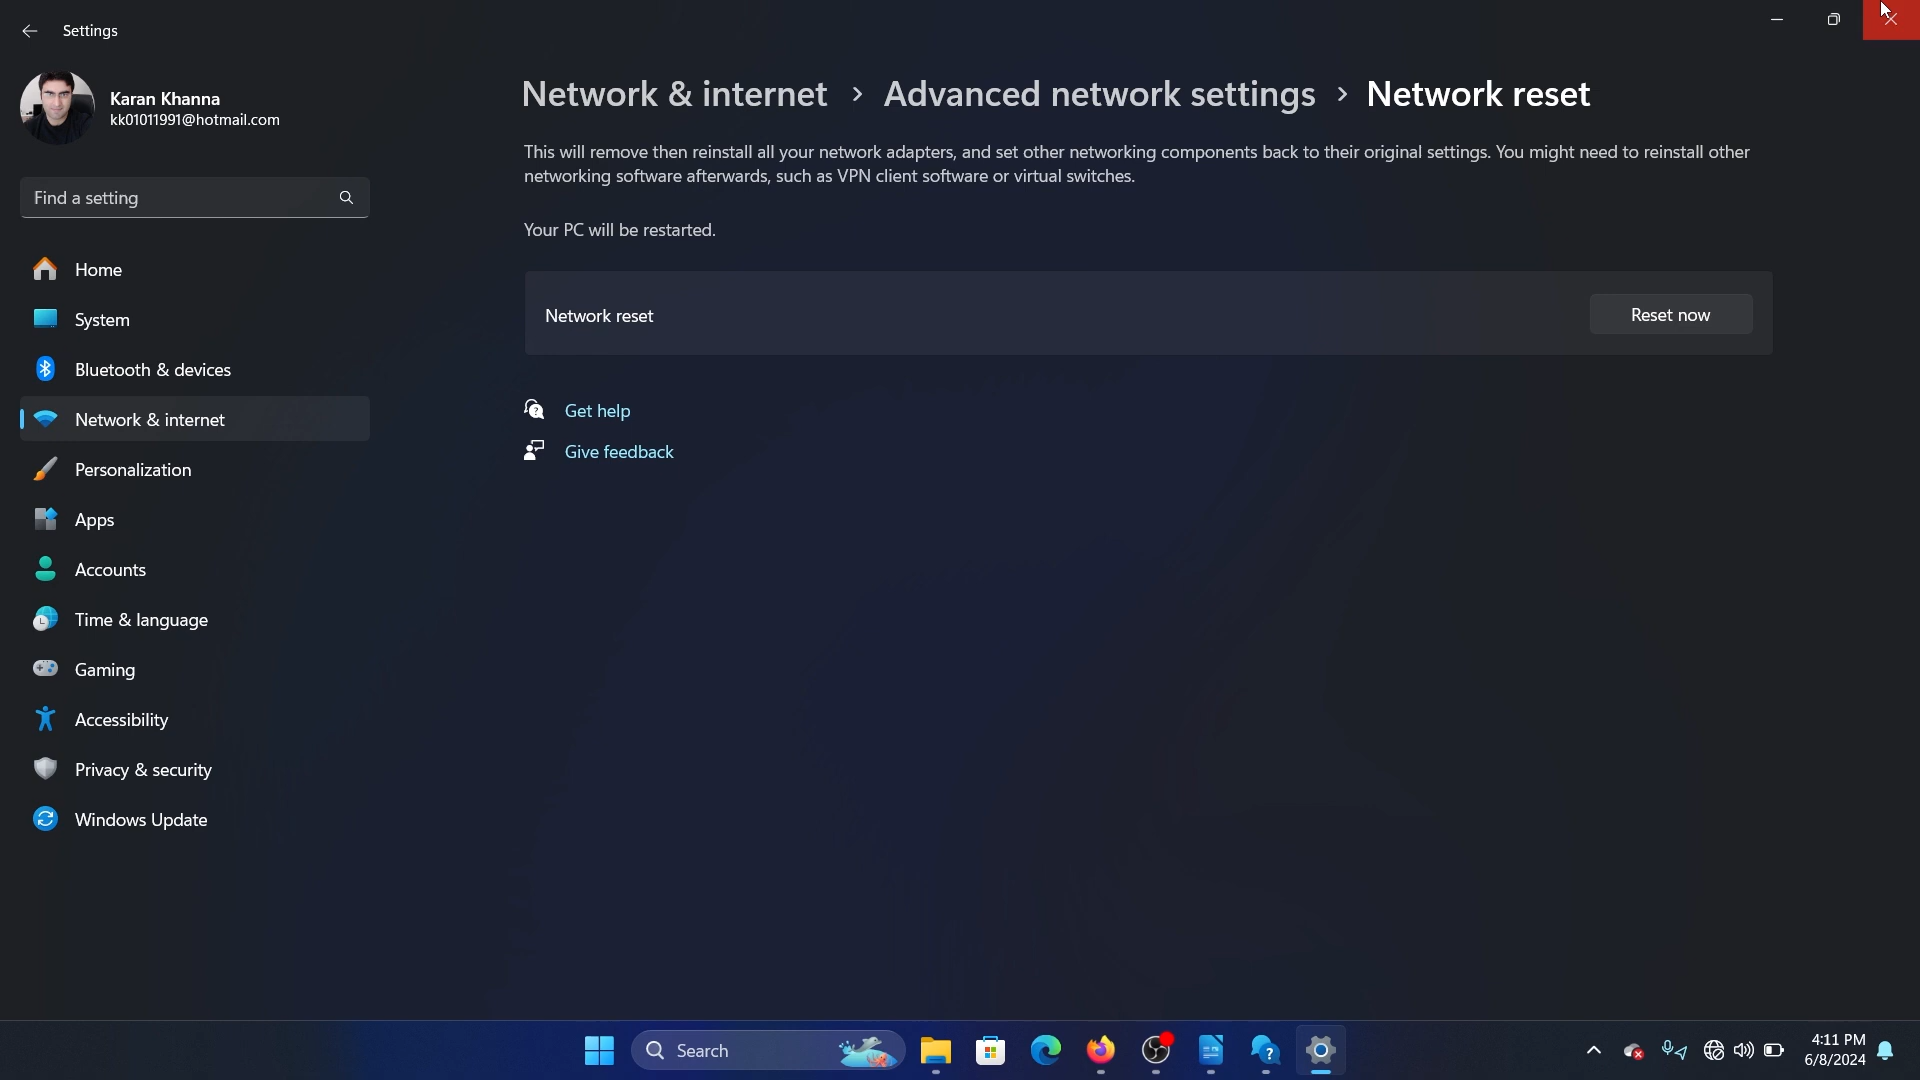 Settings
Karan Khanna
kk01011991@hotmail.com
Find a setting
Home
System
Bluetooth & devices
Network & internet
Personalization
Apps
Accounts
Time & language
Gaming
Accessibility
Privacy & security
Windows Update
Network & internet > Advanced network settings > Network reset
This will remove then reinstall all your network adapters, and set other networking components back to their original settings. You might need to reinstall other
networking software afterwards, such as VPN client software or virtual switches.
Your PC will be restarted.
Network reset
Reset now
Get help
Give feedback
Search
4:11 PM
6/8/2024